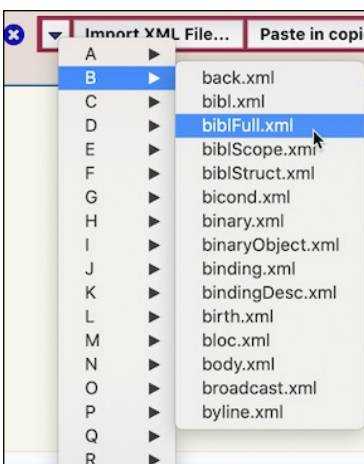 Import XML File...
Paste in copi
A
B
C
D
E
F
G
H
I
J
K
L
M
N
O
P
Q
R
back.xml
bibl.xml
biblFull.xml
biblScope.xml
biblStruct.xml
bicond.xml
binary.xml
binaryObject.xml
binding.xml
bindingDesc.xml
birth.xml
bloc.xml
body.xml
broadcast.xml
byline.xml